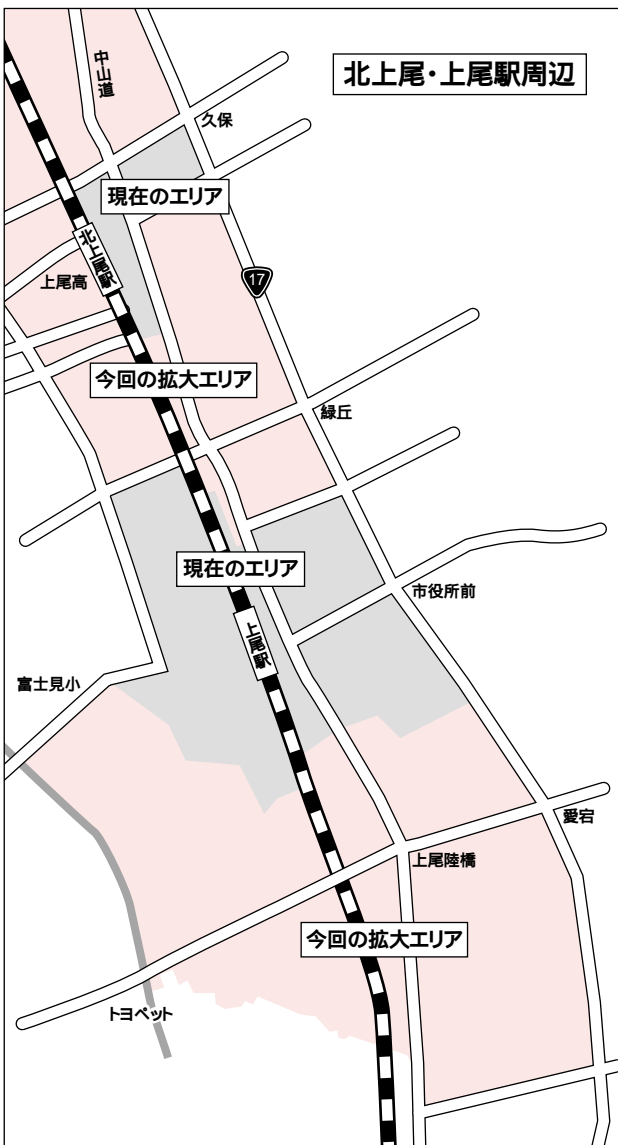 北上尾・上尾駅周辺
中山道
久保
現在のエリア
北上尾駅
上尾高
17
今回の拡大エリア
緑丘
現在のエリア
市役所前
上尾駅
富士見小
愛宕
上尾陸橋
今回の拡大エリア
トヨペット